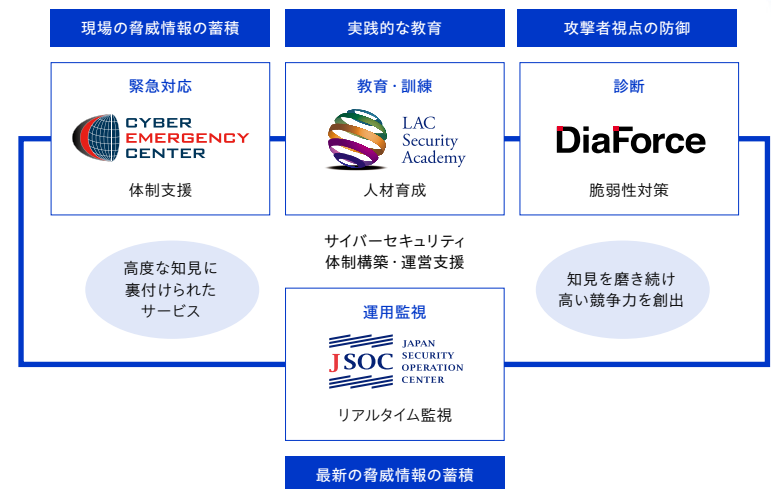 現場の脅威情報の蓄積
実践的な教育
攻撃者視点の防御
緊急対応
CYBER
EMERGENCY
CENTER
体制支援
教育・訓練
LAC
Security
Academy
人材育成
診断
DiaForce
脆弱性対策
サイバーセキュリティ
体制構築・運営支援
高度な知見に
裏付けられた
サービス
知見を磨き続け
高い競争力を創出
運用監視
JSOC
JAPAN
SECURITY
OPERATION
CENTER
リアルタイム監視
最新の脅威情報の蓄積